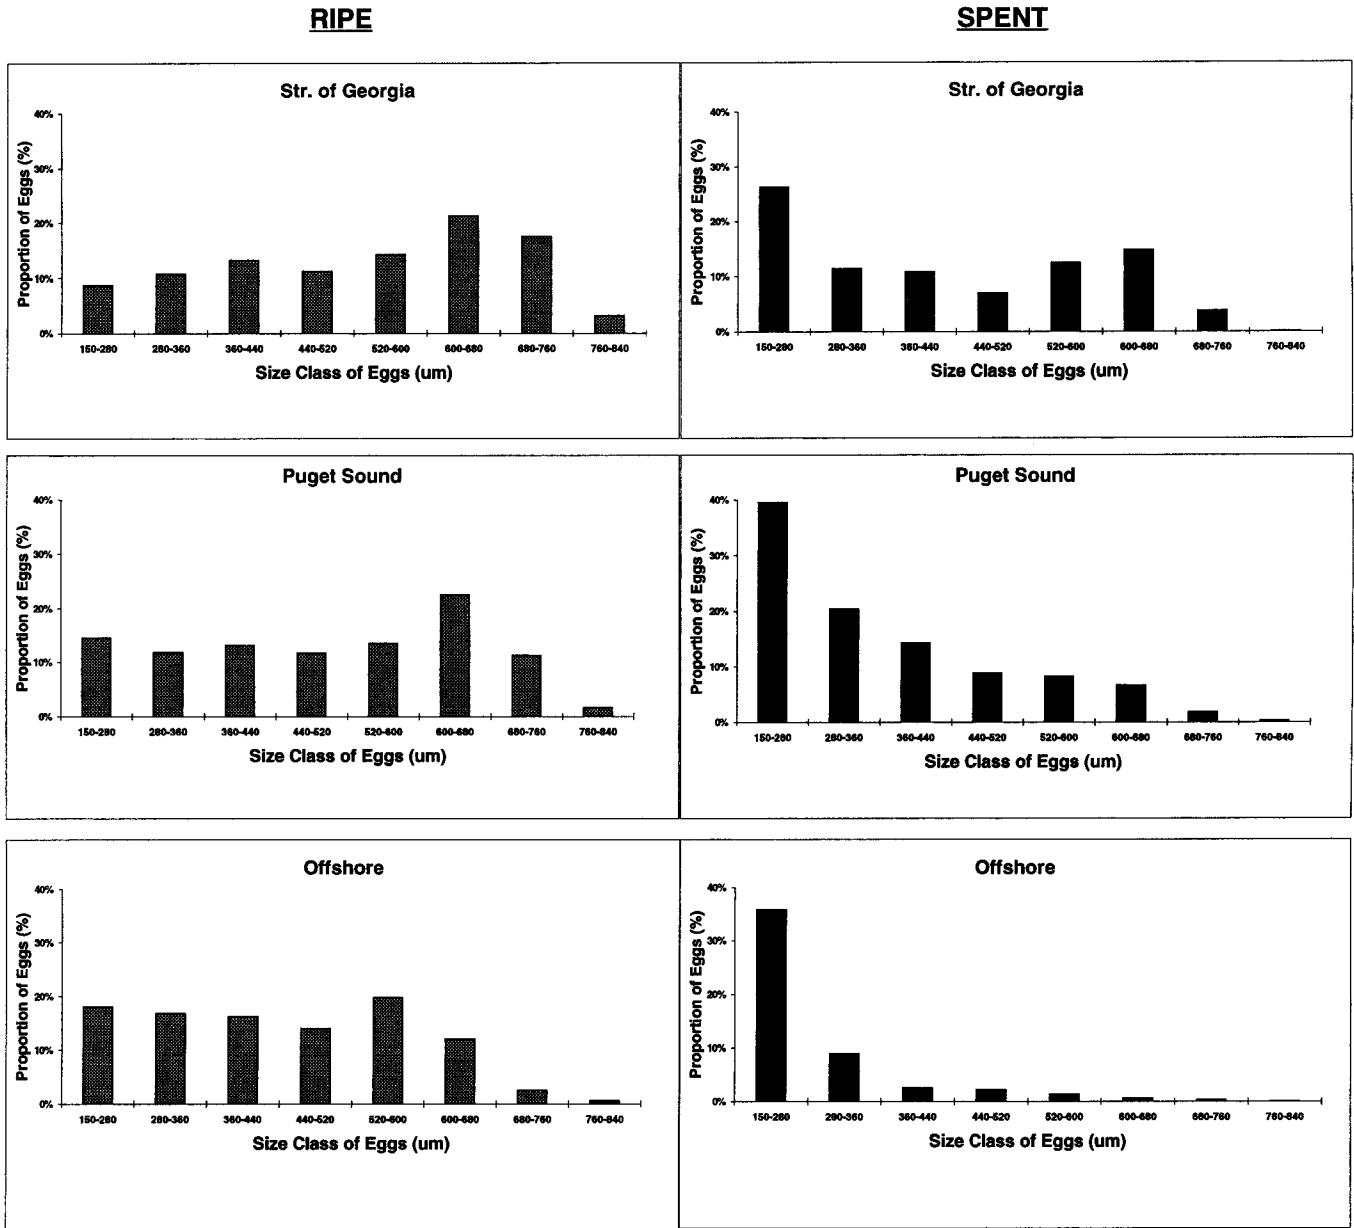 RIPE
SPENT
Str. of Georgia
40%
30%
20%
10%
0%
Proportion of Eggs (%)
150-280 280-360 360-440 440-520 520-600 600-680 680-760 760-840
Size Class of Eggs (um)
Str. of Georgia
40%
30%
20%
10%
0%
Proportion of Eggs (%)
150-280 280-360 360-440 440-520 520-600 600-680 680-760 760-840
Size Class of Eggs (um)
Puget Sound
40%
30%
20%
10%
0%
Proportion of Eggs (%)
150-280 280-360 360-440 440-520 520-600 600-680 680-760 760-840
Size Class of Eggs (um)
Puget Sound
40%
30%
20%
10%
0%
Proportion of Eggs (%)
150-280 280-360 360-440 440-520 520-600 600-680 680-760 760-840
Size Class of Eggs (um)
Offshore
40%
30%
20%
10%
0%
Proportion of Eggs (%)
150-280 280-360 360-440 440-520 520-600 600-680 680-760 760-840
Size Class of Eggs (um)
Offshore
40%
30%
20%
10%
0%
Proportion of Eggs (%)
150-280 280-360 360-440 440-520 520-600 600-680 680-760 760-840
Size Class of Eggs (um)